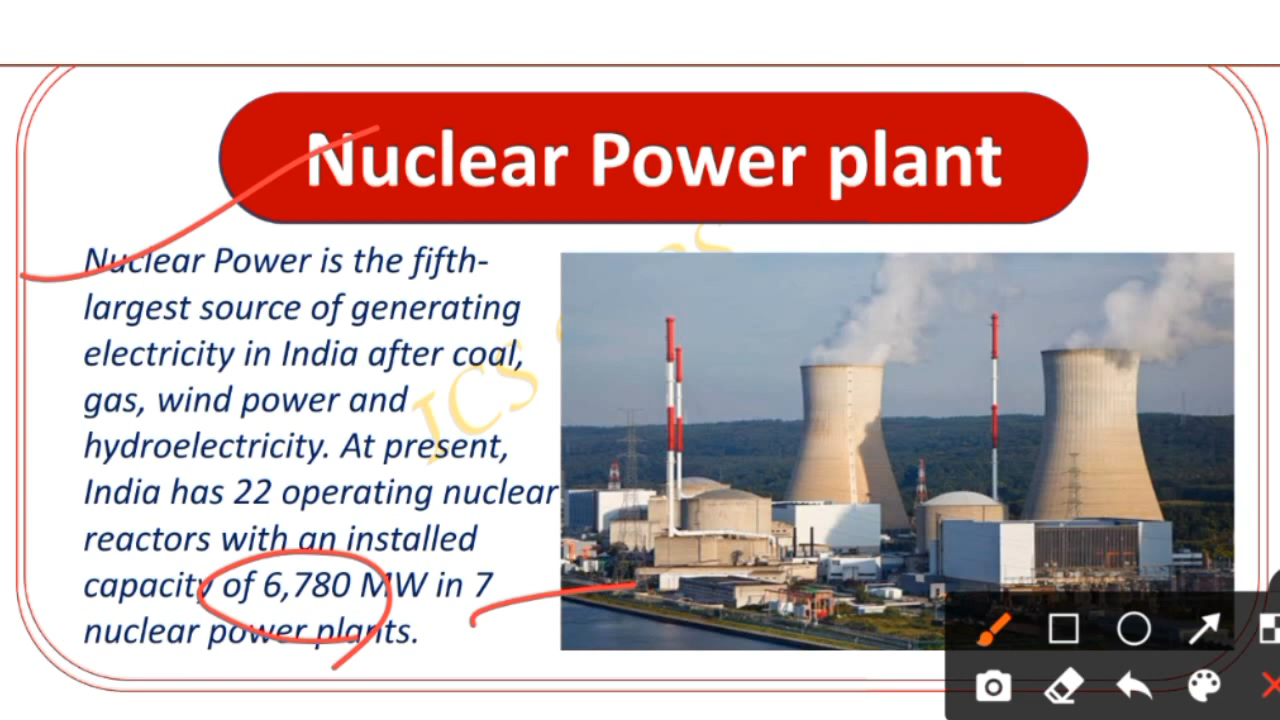 Nuclear Power plant
Nuclear Power is the fifth-
largest source of generating
electricity in India after coal,
gas, wind power and
hydroelectricity. At present,
India has 22 operating nuclear
reactors with an installed
capacity of 6,780 MW in 7
nuclear power plants.
JCS